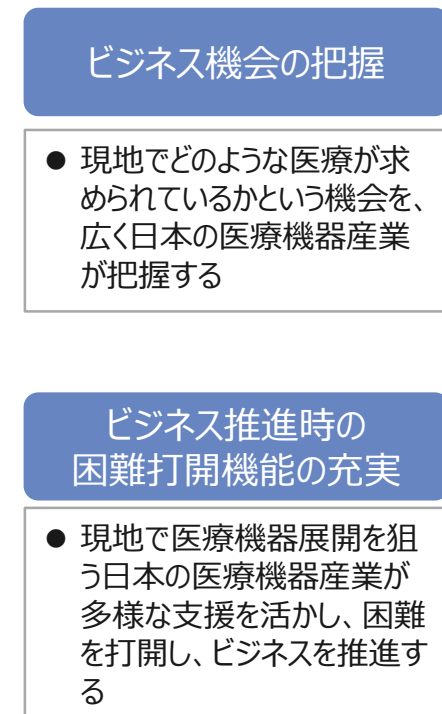 ビジネス機会の把握
● 現地でどのような医療が求
められているかという機会を、
広く日本の医療機器産業
が把握する
ビジネス推進時の
困難打開機能の充実
● 現地で医療機器展開を狙
う日本の医療機器産業が
多様な支援を活かし、困難
を打開し、ビジネスを推進す
る